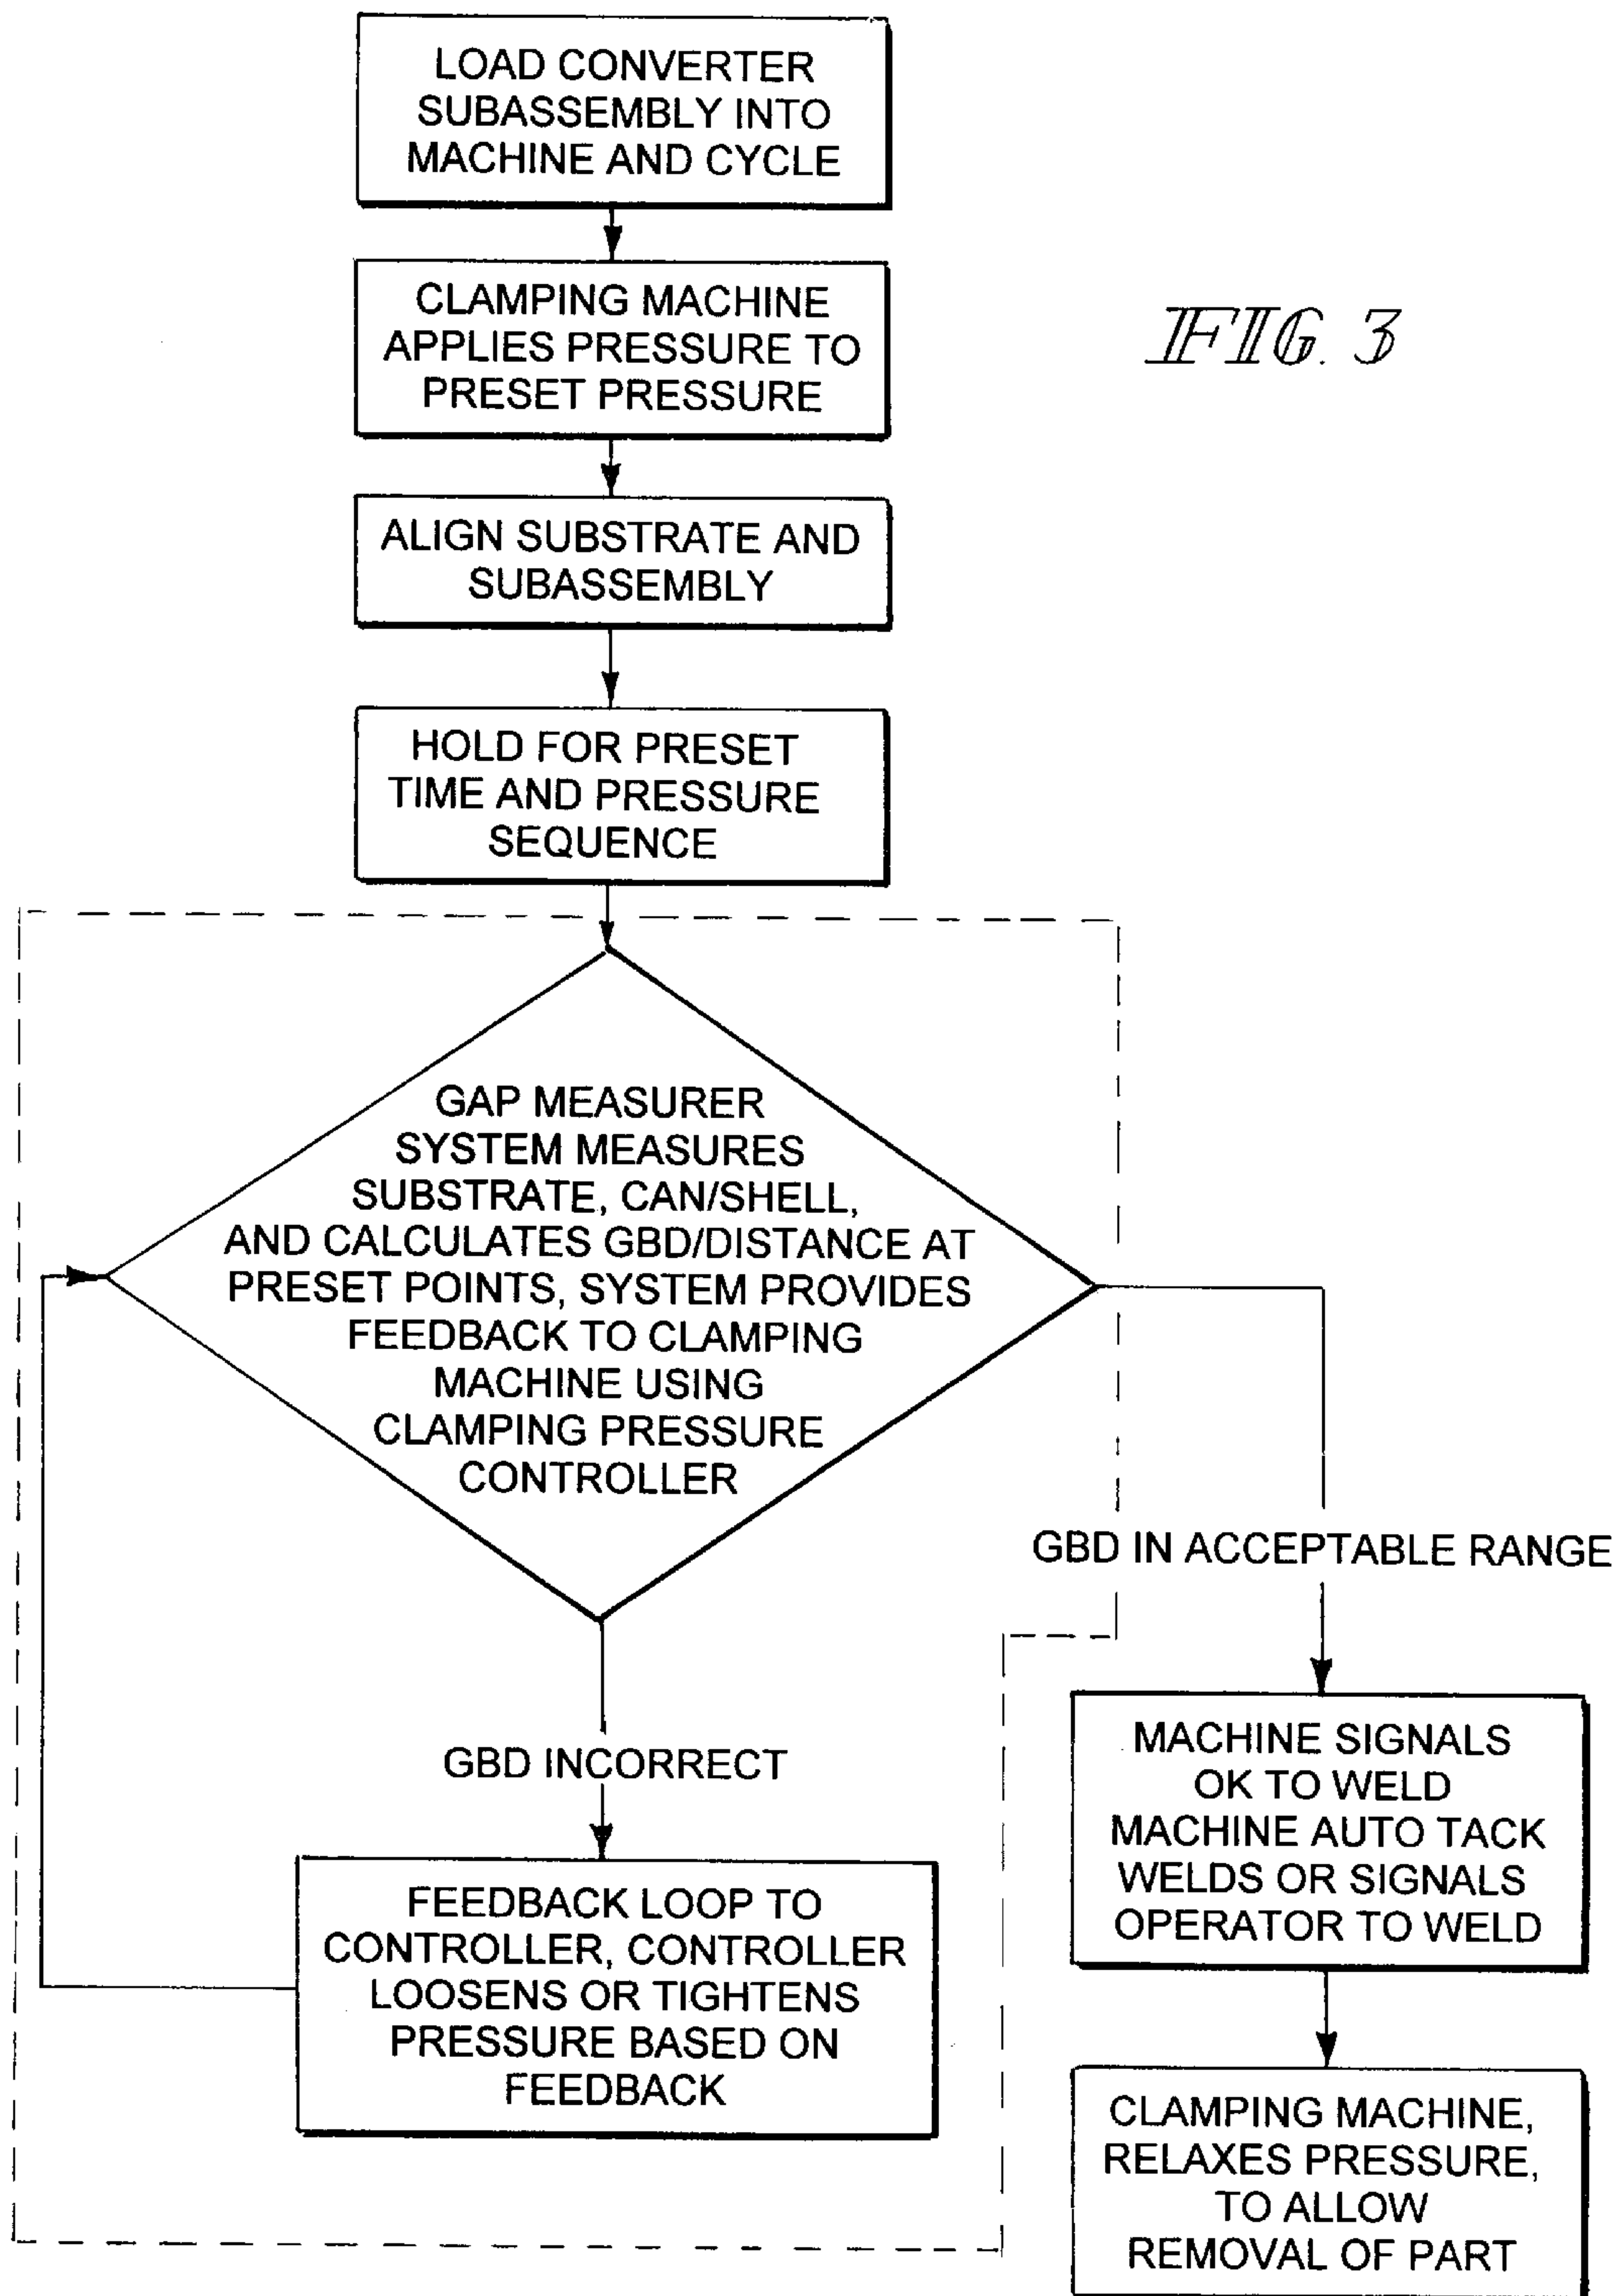 LOAD CONVERTER
SUBASSEMBLY INTO
MACHINE AND CYCLE
CLAMPING MACHINE
APPLIES PRESSURE TO
PRESET PRESSURE
FIG. 3
ALIGN SUBSTRATE AND
SUBASSEMBLY
HOLD FOR PRESET
TIME AND PRESSURE
SEQUENCE
GAP MEASURER
SYSTEM MEASURES
SUBSTRATE, CAN/SHELL,
AND CALCULATES GBD/DISTANCE AT
PRESET POINTS, SYSTEM PROVIDES
FEEDBACK TO CLAMPING
MACHINE USING
CLAMPING PRESSURE
CONTROLLER
GBD IN ACCEPTABLE RANGE
GBD INCORRECT
FEEDBACK LOOP TO
CONTROLLER, CONTROLLER
LOOSENS OR TIGHTENS
PRESSURE BASED ON
FEEDBACK
MACHINE SIGNALS
OK TO WELD
MACHINE AUTO TACK
WELDS OR SIGNALS
OPERATOR TO WELD
CLAMPING MACHINE,
RELAXES PRESSURE,
TO ALLOW
REMOVAL OF PART